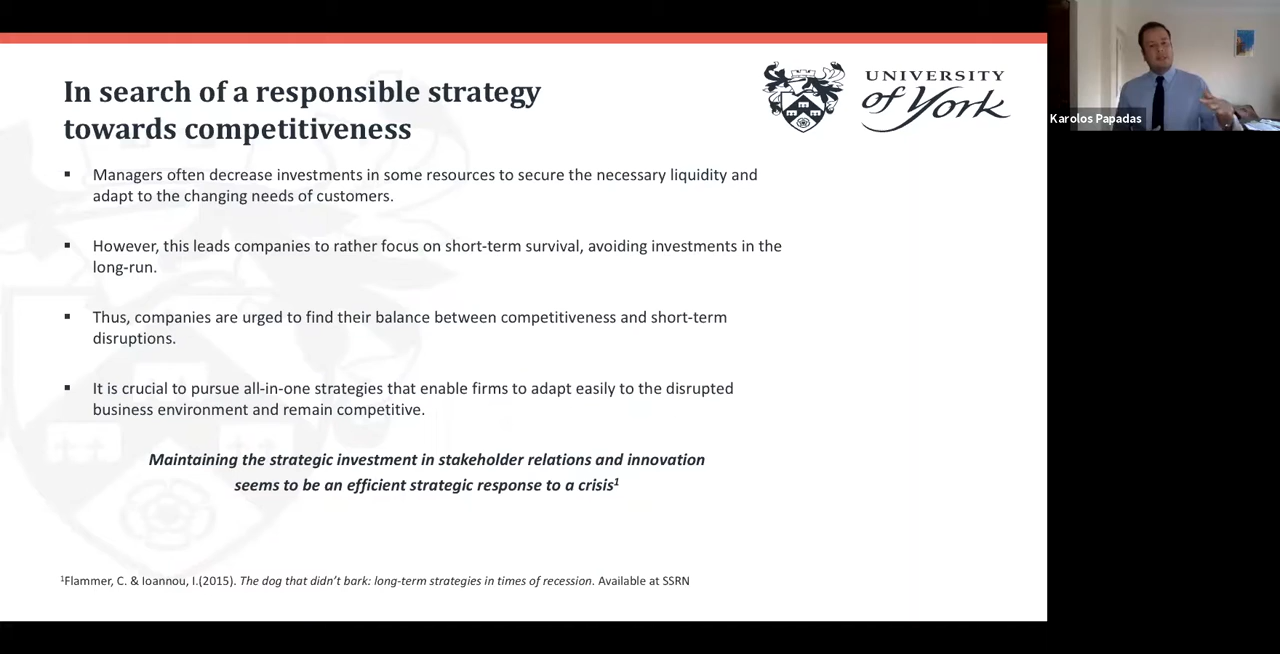 In search of a responsible strategy
towards competitiveness
UNIVERSITY
of York
Karolos Papadas
▪ Managers often decrease investments in some resources to secure the necessary liquidity and
adapt to the changing needs of customers.
▪ However, this leads companies to rather focus on short-term survival, avoiding investments in the
long-run.
▪ Thus, companies are urged to find their balance between competitiveness and short-term
disruptions.
▪ It is crucial to pursue all-in-one strategies that enable firms to adapt easily to the disrupted
business environment and remain competitive.
Maintaining the strategic investment in stakeholder relations and innovation
seems to be an efficient strategic response to a crisis¹
¹Flammer, C. & Ioannou, I.(2015). The dog that didn’t bark: long-term strategies in times of recession. Available at SSRN